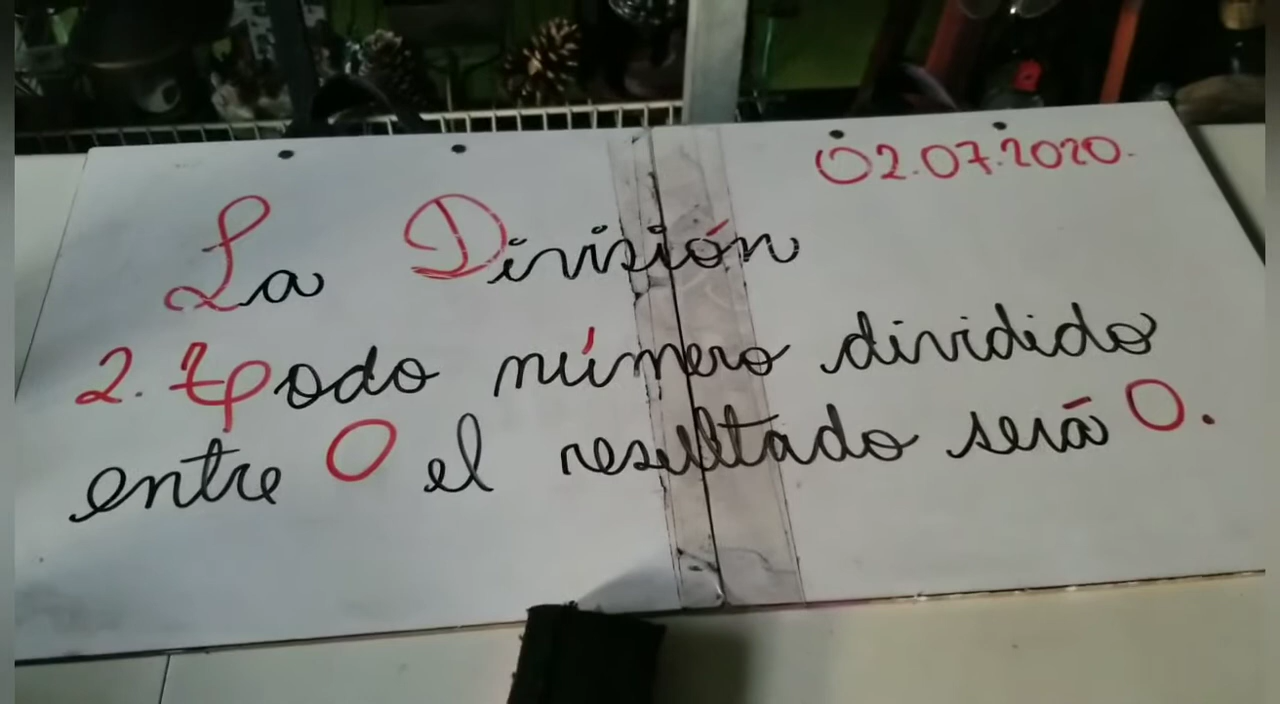 02.07.2020.
La División
2. Todo número dividido
entre 0 el resultado será 0.